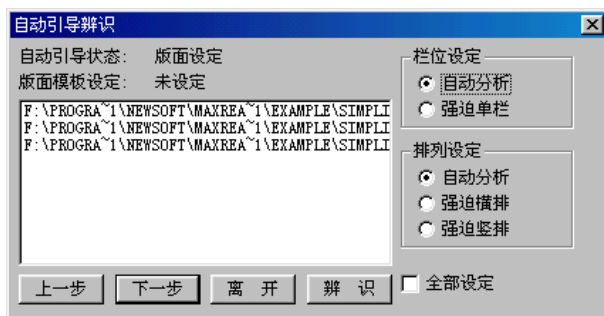 自动引导辨识
自动引导状态: 版面设定
版面模板设定: 未设定
F:\PROGRA~1\NEWSOFT\MAXREA~1\EXAMPLE\SIMPLI
F:\PROGRA~1\NEWSOFT\MAXREA~1\EXAMPLE\SIMPLI
F:\PROGRA~1\NEWSOFT\MAXREA~1\EXAMPLE\SIMPLI
栏位设定
自动分析
强迫单栏
排列设定
自动分析
强迫横排
强迫竖排
上一步 下一步 离 开 辨 识 全部设定